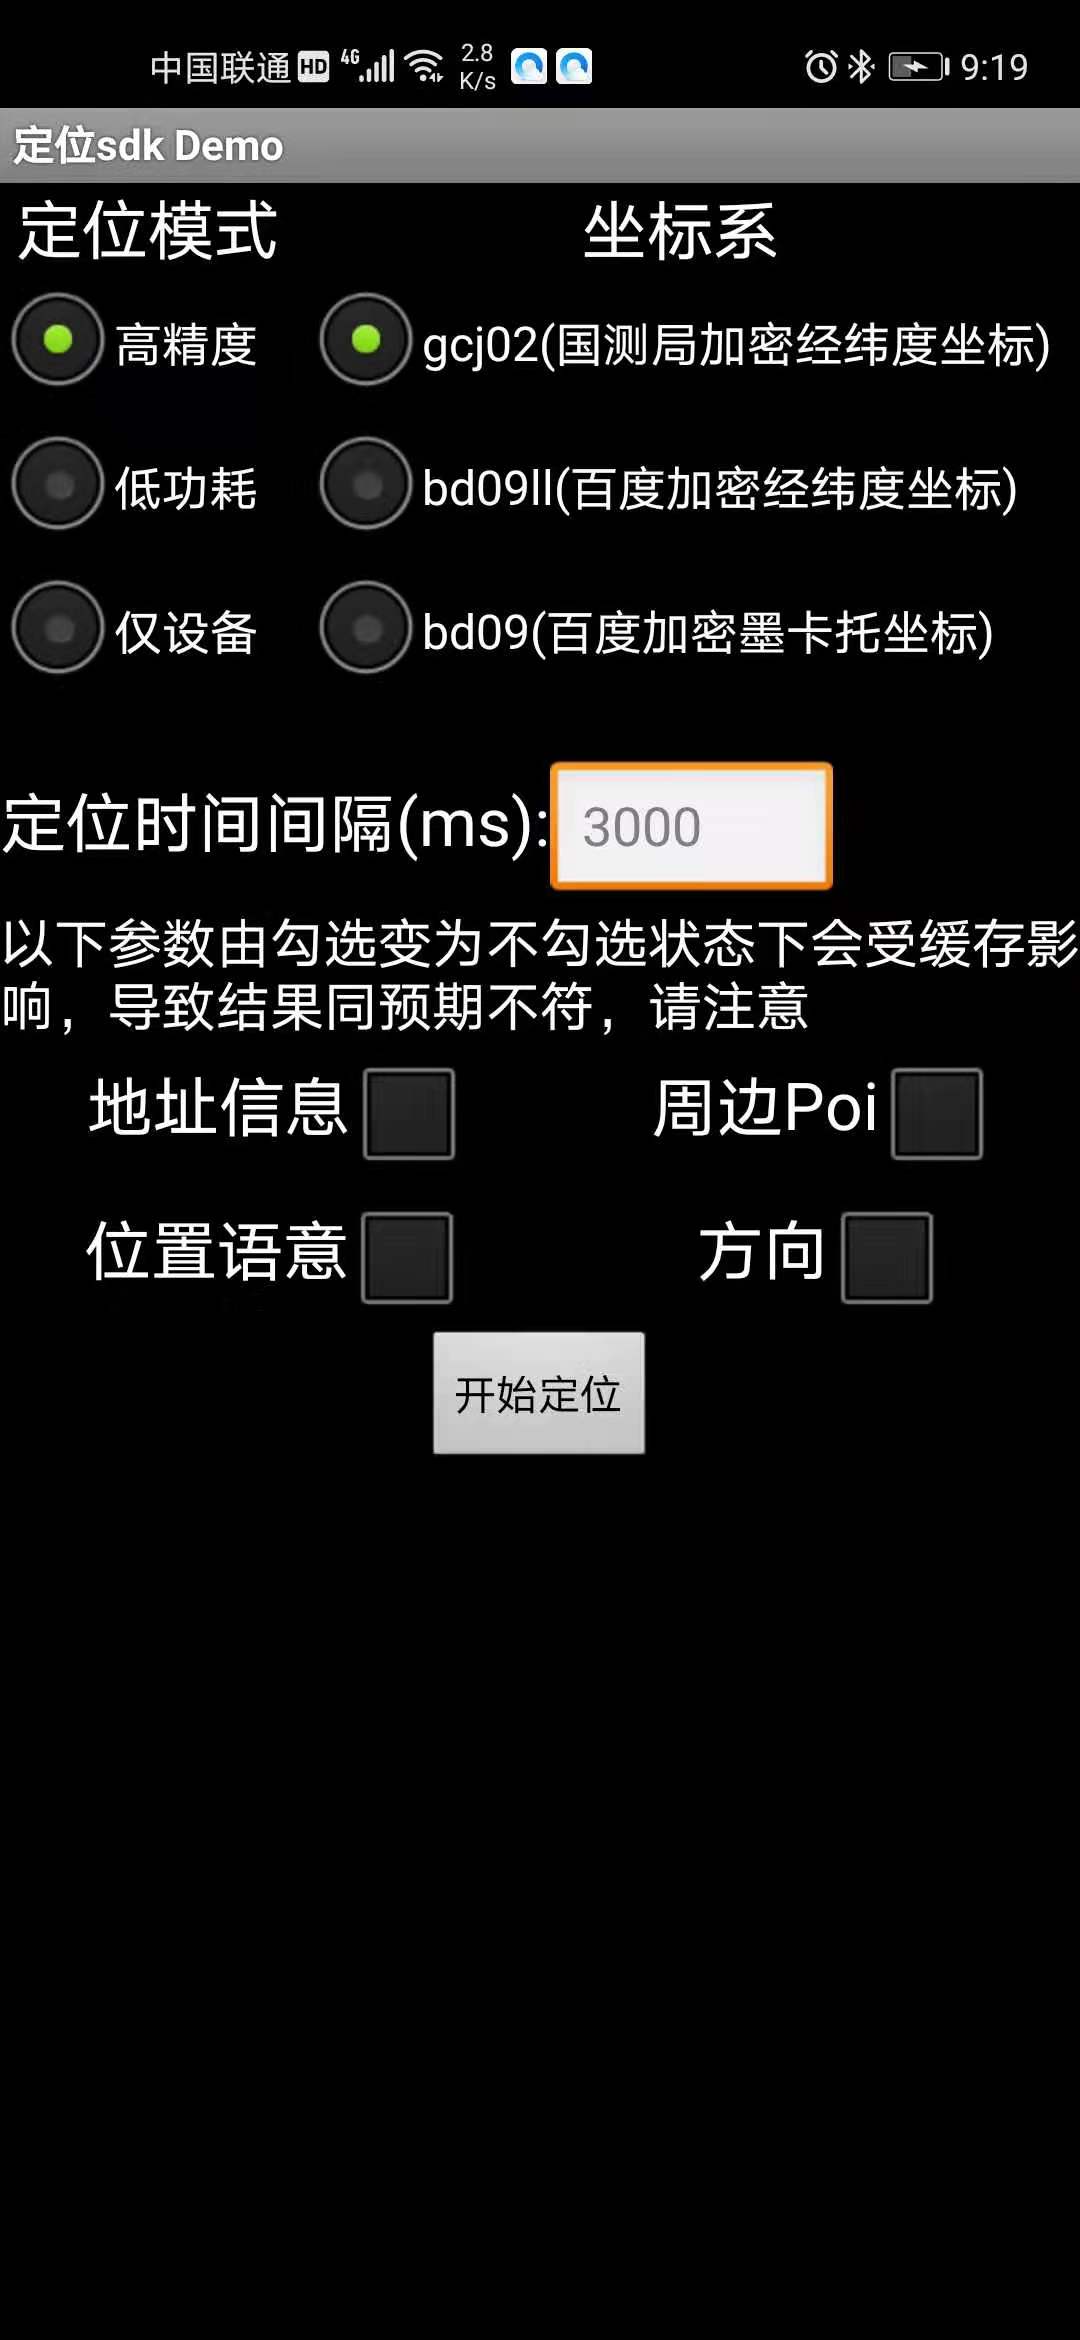 中国联通 HD 4G 2.8 K/s 9:19
定位sdk Demo
定位模式 坐标系
高精度 gcj02(国测局加密经纬度坐标)
低功耗 bd09ll(百度加密经纬度坐标)
仅设备 bd09(百度加密墨卡托坐标)
定位时间间隔(ms): 3000
以下参数由勾选变为不勾选状态下会受缓存影
响，导致结果同预期不符，请注意
地址信息 周边Poi
位置语意 方向
开始定位